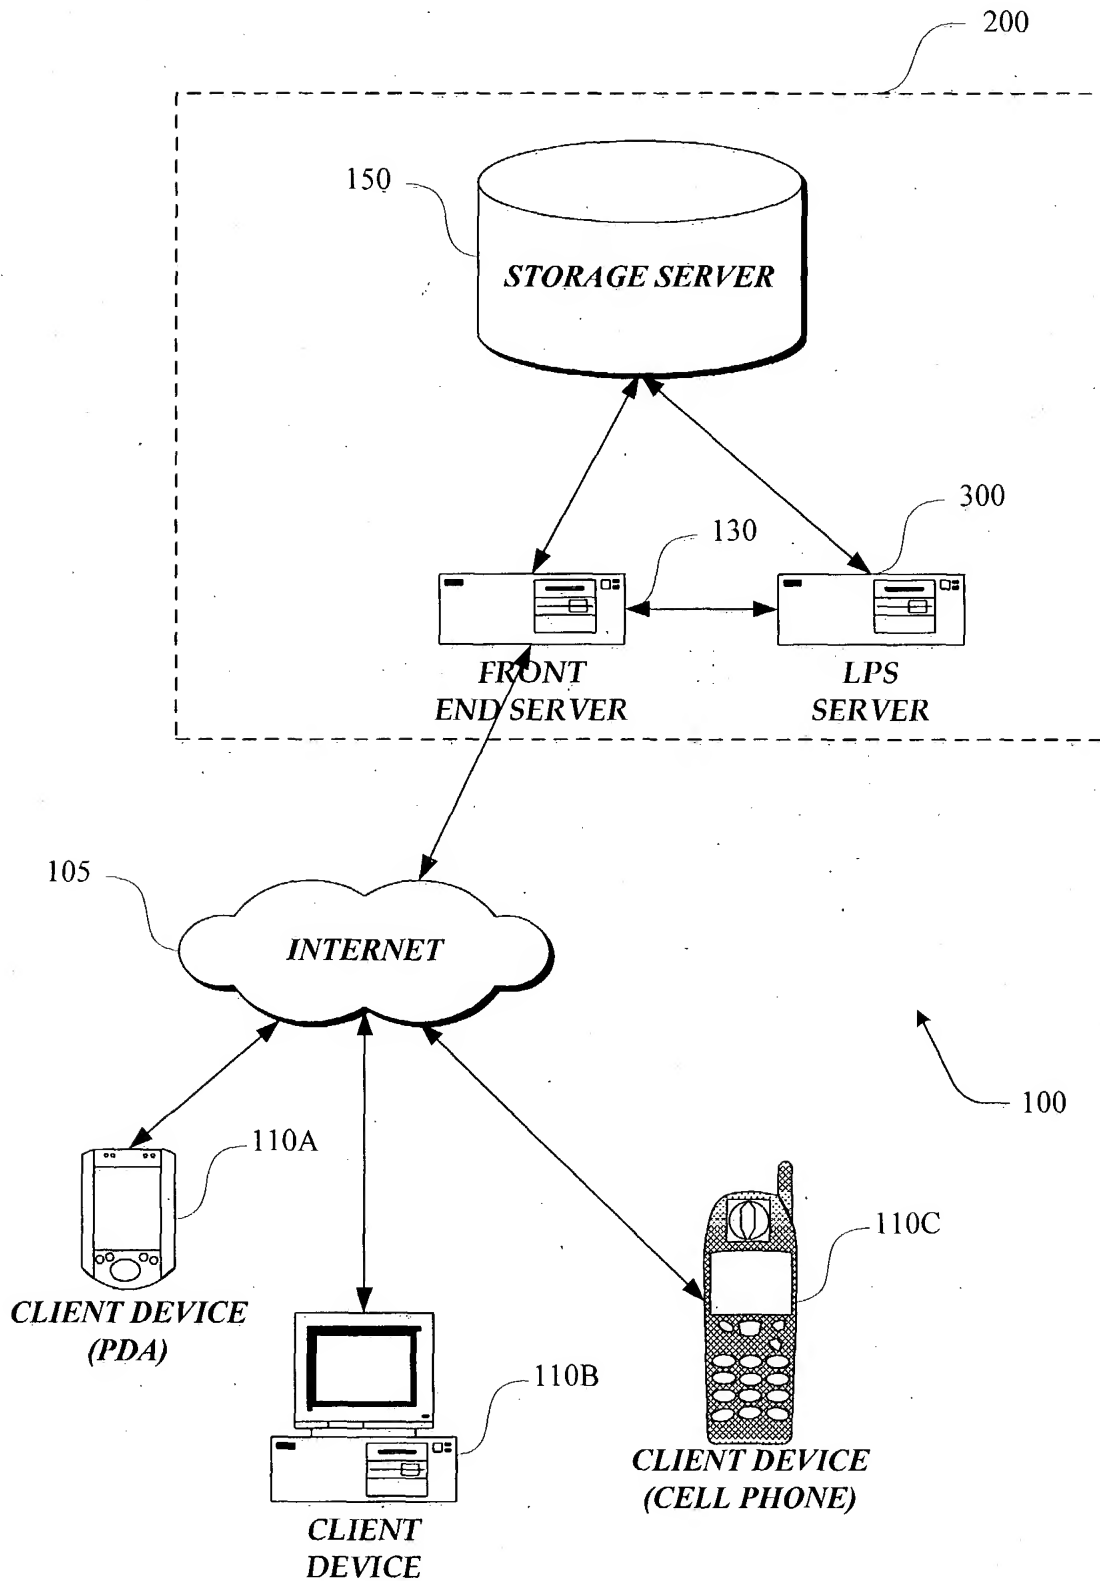 200
150
STORAGE SERVER
300
130
FRONT
END SERVER
LPS
SERVER
105
INTERNET
100
110A
110C
CLIENT DEVICE
(PDA)
110B
CLIENT DEVICE
(CELL PHONE)
CLIENT
DEVICE